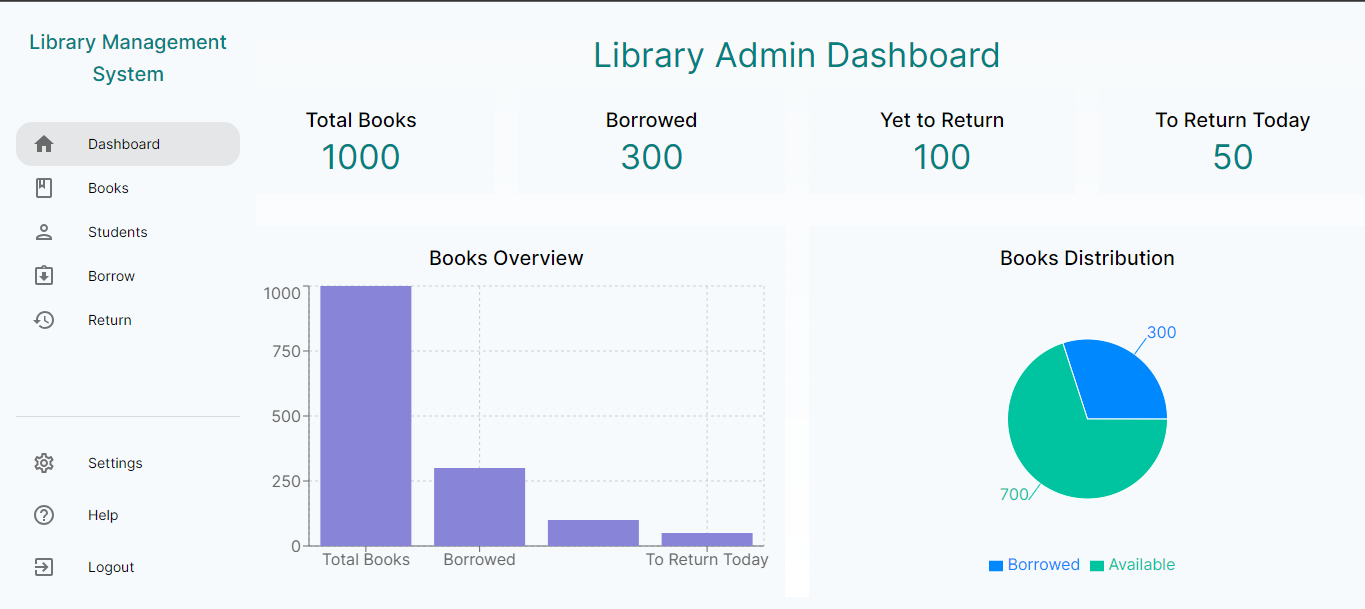 Library Management
System
Dashboard
Books
Students
Borrow
Return
Settings
Help
Logout
Library Admin Dashboard
Total Books
1000
Borrowed
300
Yet to Return
100
To Return Today
50
Books Overview
1000
750
500
250
0
Total Books
Borrowed
To Return Today
Books Distribution
300
700
Borrowed
Available